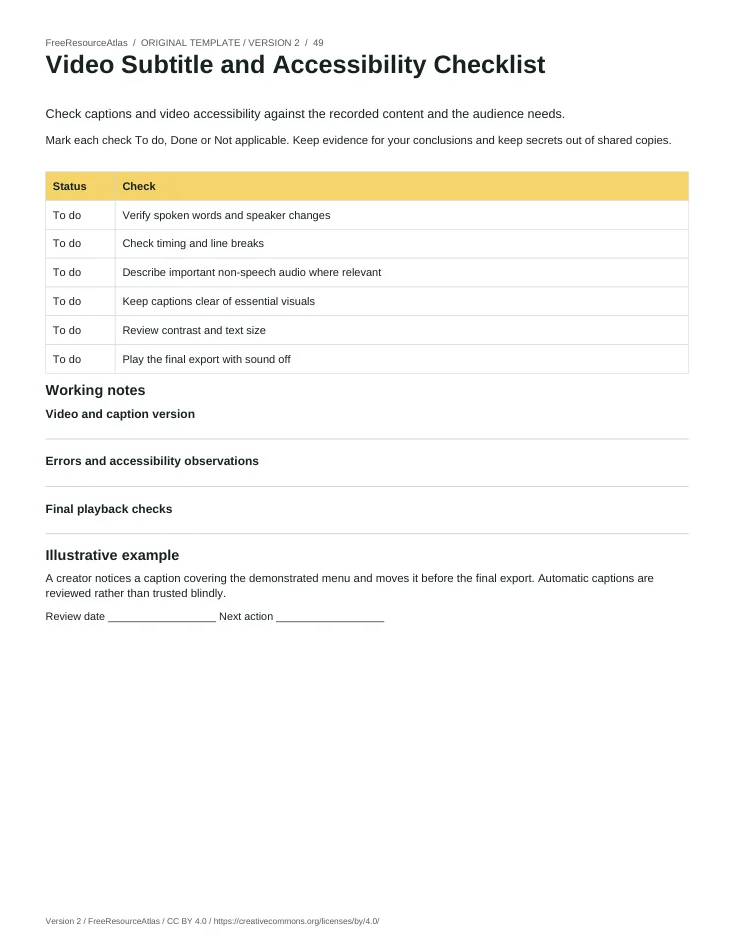 FreeResourceAtlas / ORIGINAL TEMPLATE / VERSION 2 / 49
Video Subtitle and Accessibility Checklist
Check captions and video accessibility against the recorded content and the audience needs.
Mark each check To do, Done or Not applicable. Keep evidence for your conclusions and keep secrets out of shared copies.
Status Check
To do Verify spoken words and speaker changes
To do Check timing and line breaks
To do Describe important non-speech audio where relevant
To do Keep captions clear of essential visuals
To do Review contrast and text size
To do Play the final export with sound off
Working notes
Video and caption version
Errors and accessibility observations
Final playback checks
Illustrative example
A creator notices a caption covering the demonstrated menu and moves it before the final export. Automatic captions are
reviewed rather than trusted blindly.
Review date __________________ Next action __________________
Version 2 / FreeResourceAtlas / CC BY 4.0 / https://creativecommons.org/licenses/by/4.0/